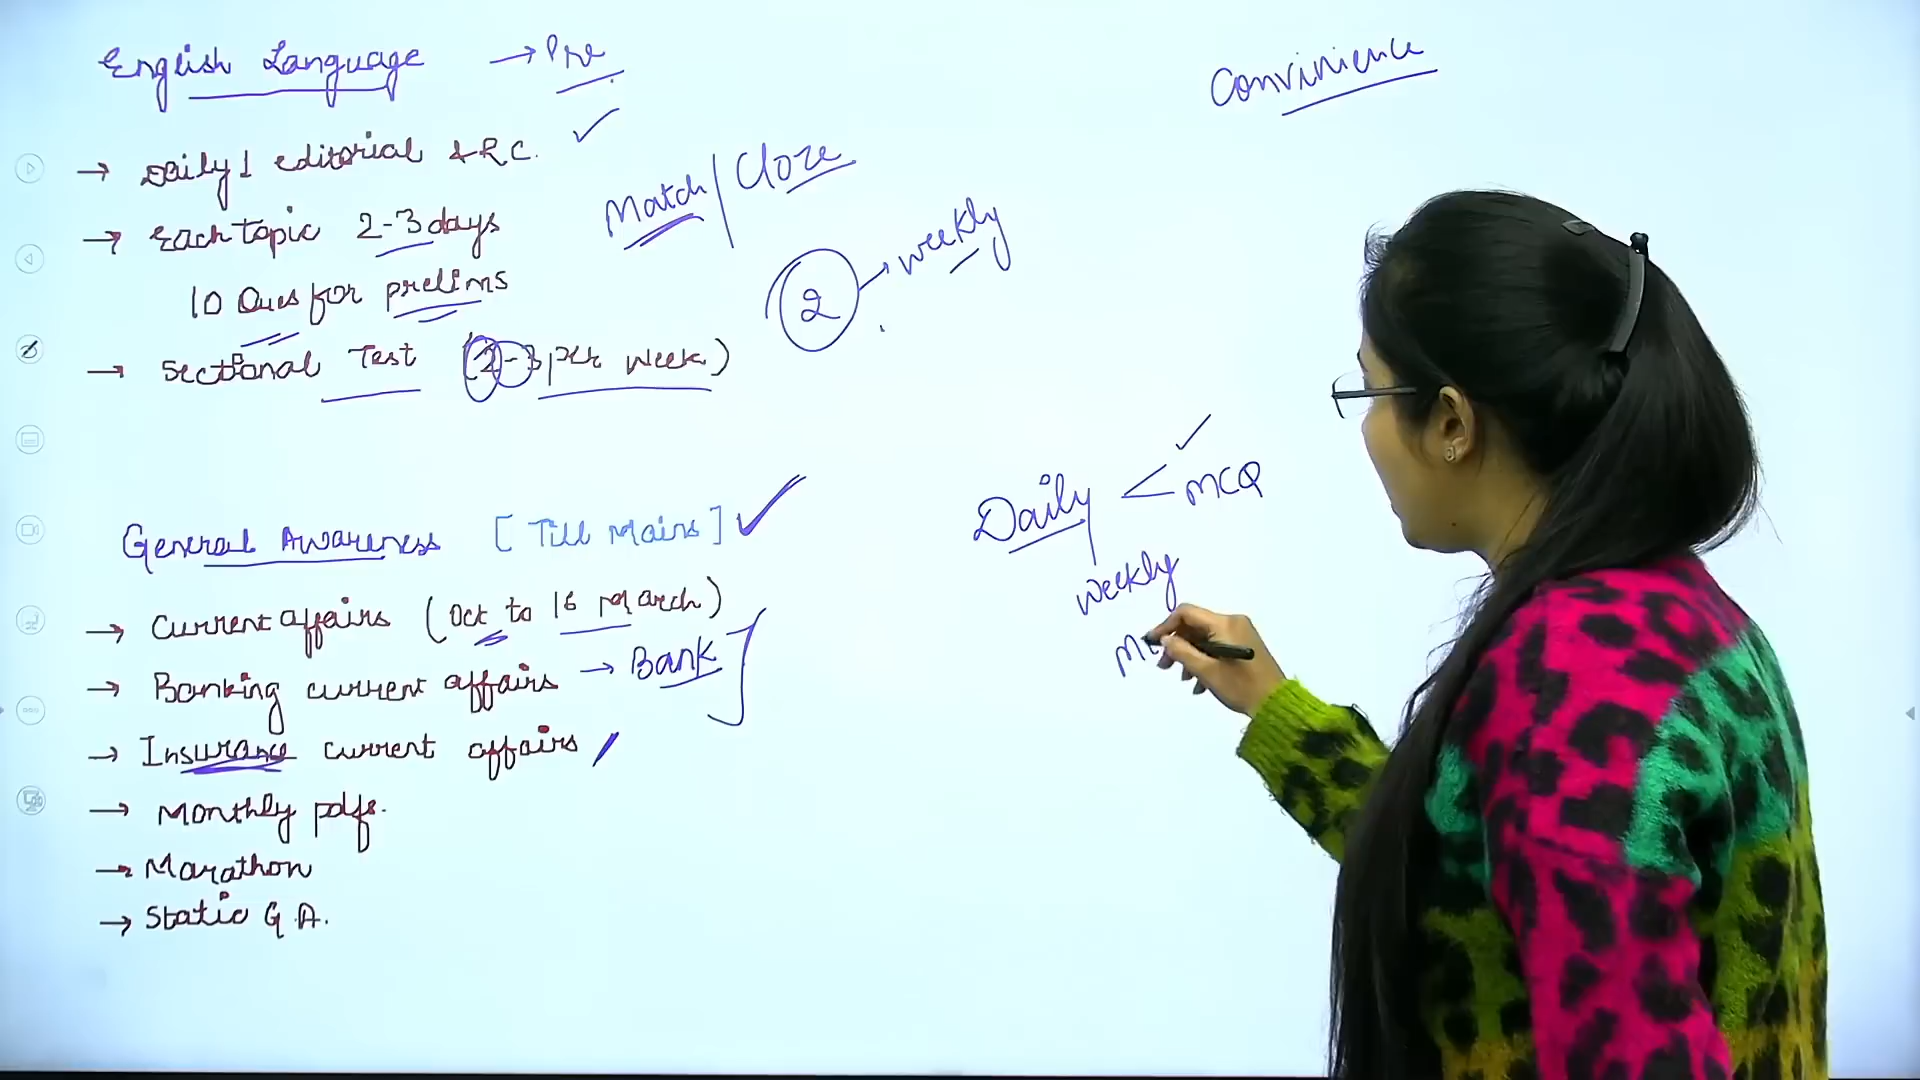 English Language → Pre
→ Daily 1 editorial + RC.
→ Each topic 2-3 days
10 Ques for prelims
→ Sectional Test (2-3 per week)
Match / Cloze
2 → weekly
Convinience
General Awareness [Till Mains]
→ Current affairs (Oct to 16 March)
→ Banking current affairs → Bank
→ Insurance current affairs
→ Monthly pdfs.
→ Marathon
→ Static G.A.
Daily < MCQ
weekly